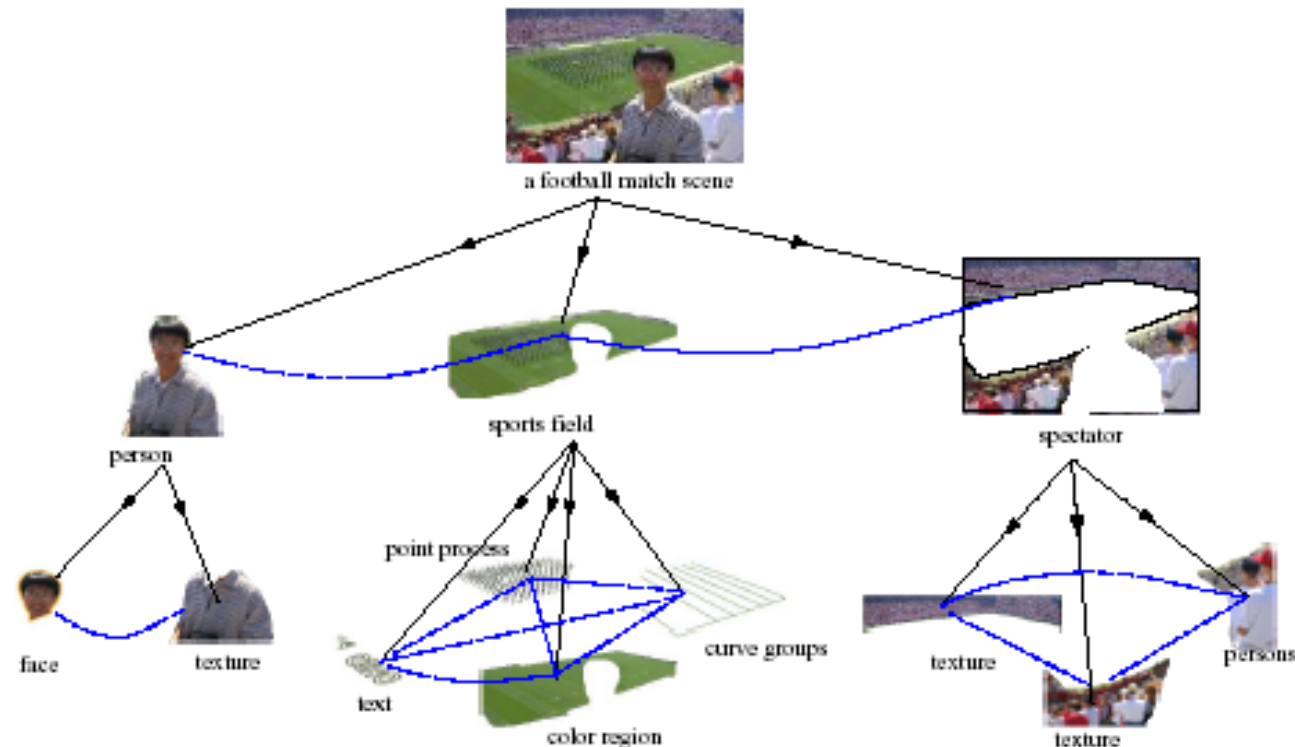 a football match scene
sports field
spectator
person
point process
face
texture
curve groups
texture
persons
text
color region
texture